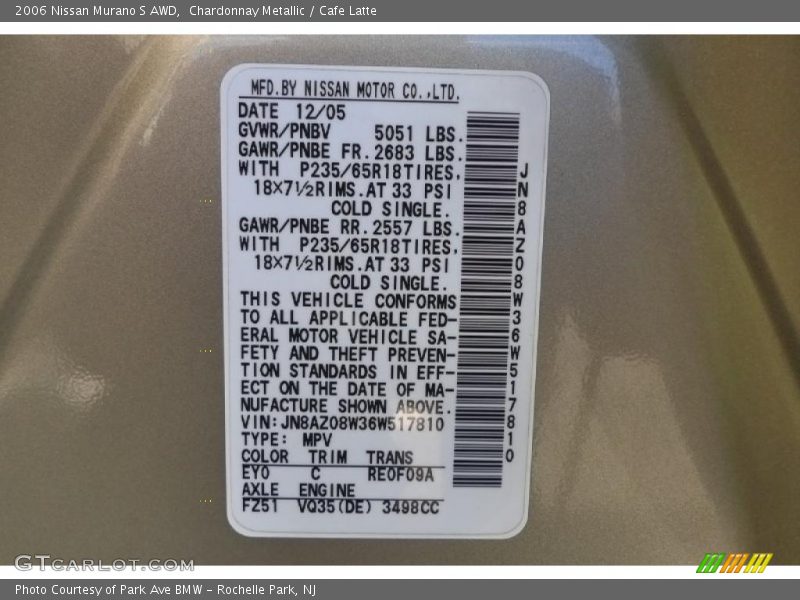 2006 Nissan Murano S AWD,  Chardonnay Metallic / Cafe Latte
MFD.BY NISSAN MOTOR CO.,LTD.
DATE 12/05
GVWR/PNBV 5051 LBS.
GAWR/PNBE FR.2683 LBS.
WITH P235/65R18TIRES.
18×7½RIMS.AT 33 PSI
COLD SINGLE.
GAWR/PNBE RR.2557 LBS.
WITH P235/65R18TIRES.
18×7½RIMS.AT 33 PSI
COLD SINGLE.
THIS VEHICLE CONFORMS
TO ALL APPLICABLE FED-
ERAL MOTOR VEHICLE SA-
FETY AND THEFT PREVEN-
TION STANDARDS IN EFF-
ECT ON THE DATE OF MA-
NUFACTURE SHOWN ABOVE.
VIN:JN8AZ08W36W517810
TYPE: MPV
COLOR TRIM TRANS
EY0 C RE0F09A
AXLE ENGINE
FZ51 VQ35(DE) 3498CC
JN8AZ08W36W517810
GTCarLot.com
Photo Courtesy of Park Ave BMW - Rochelle Park, NJ